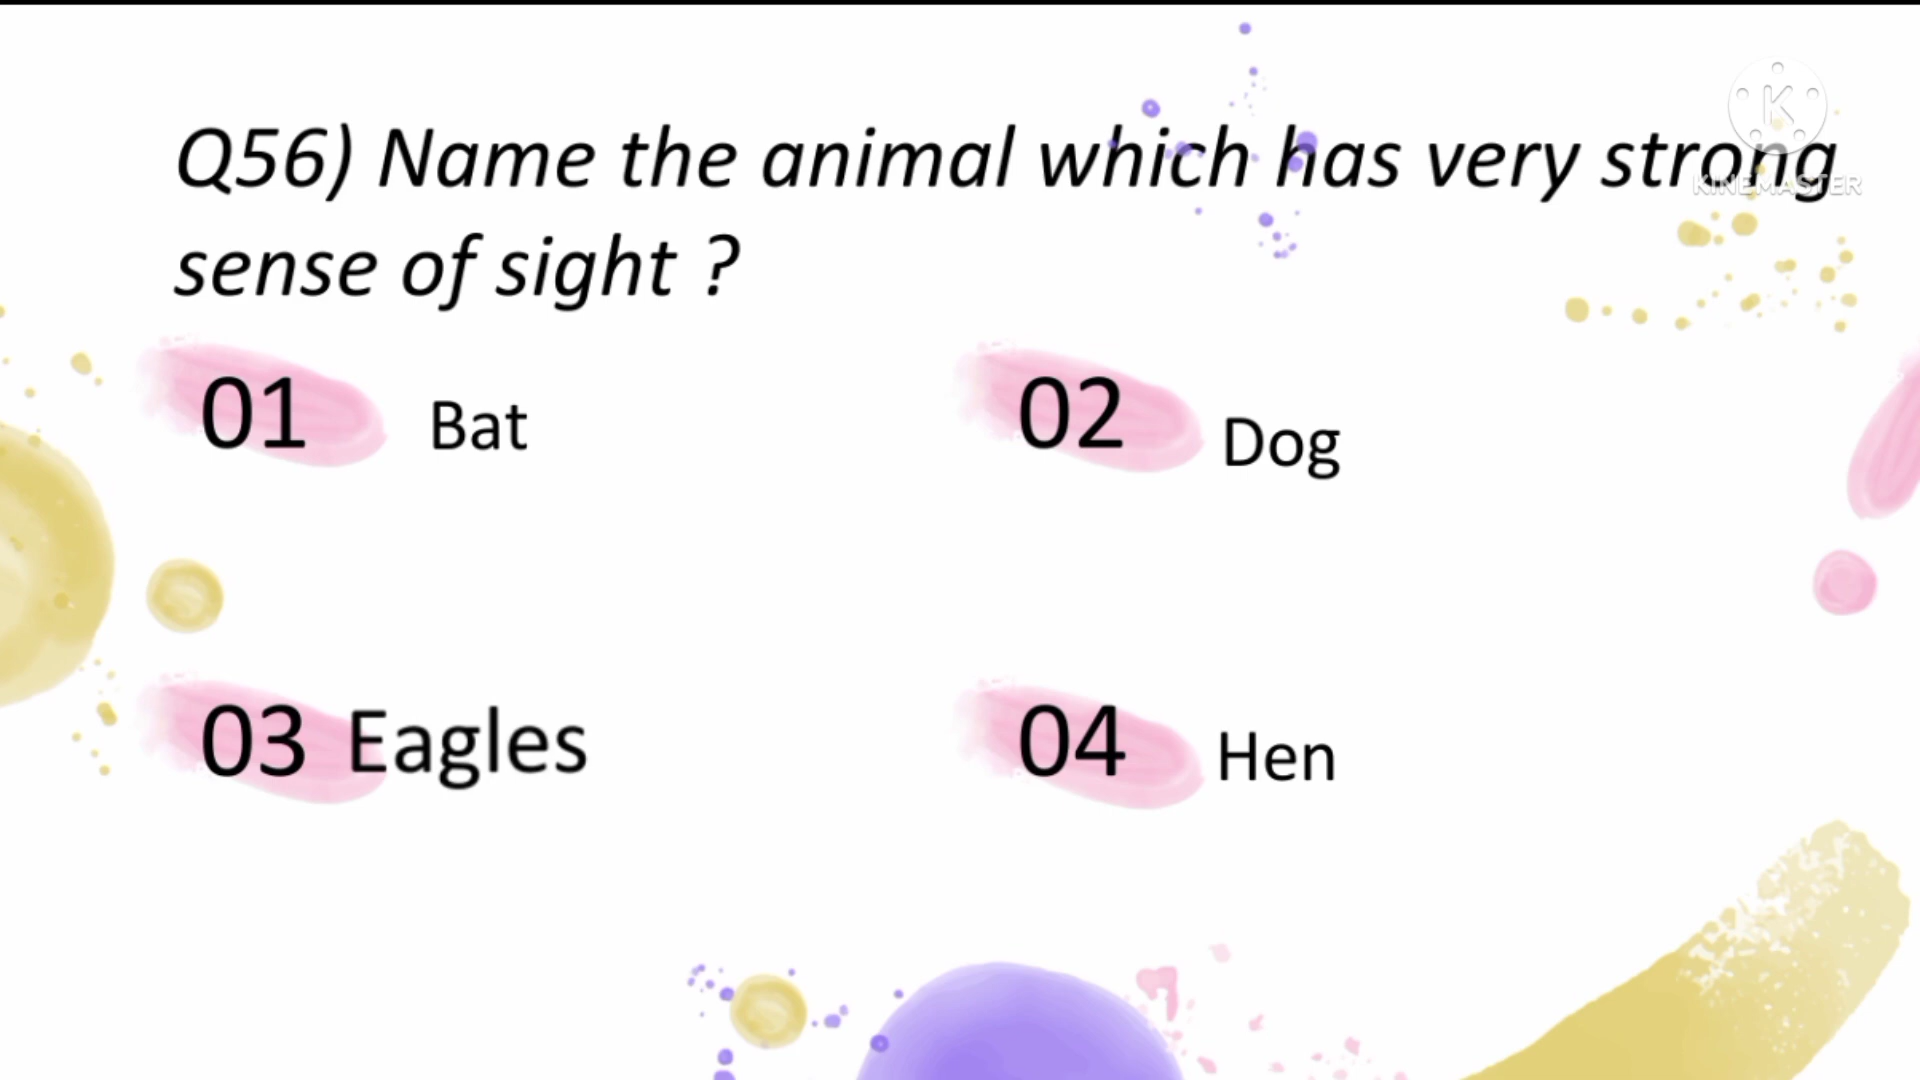 Q56) Name the animal which has very strong
sense of sight ?
01 Bat
02 Dog
03 Eagles
04 Hen
K
KINEMASTER